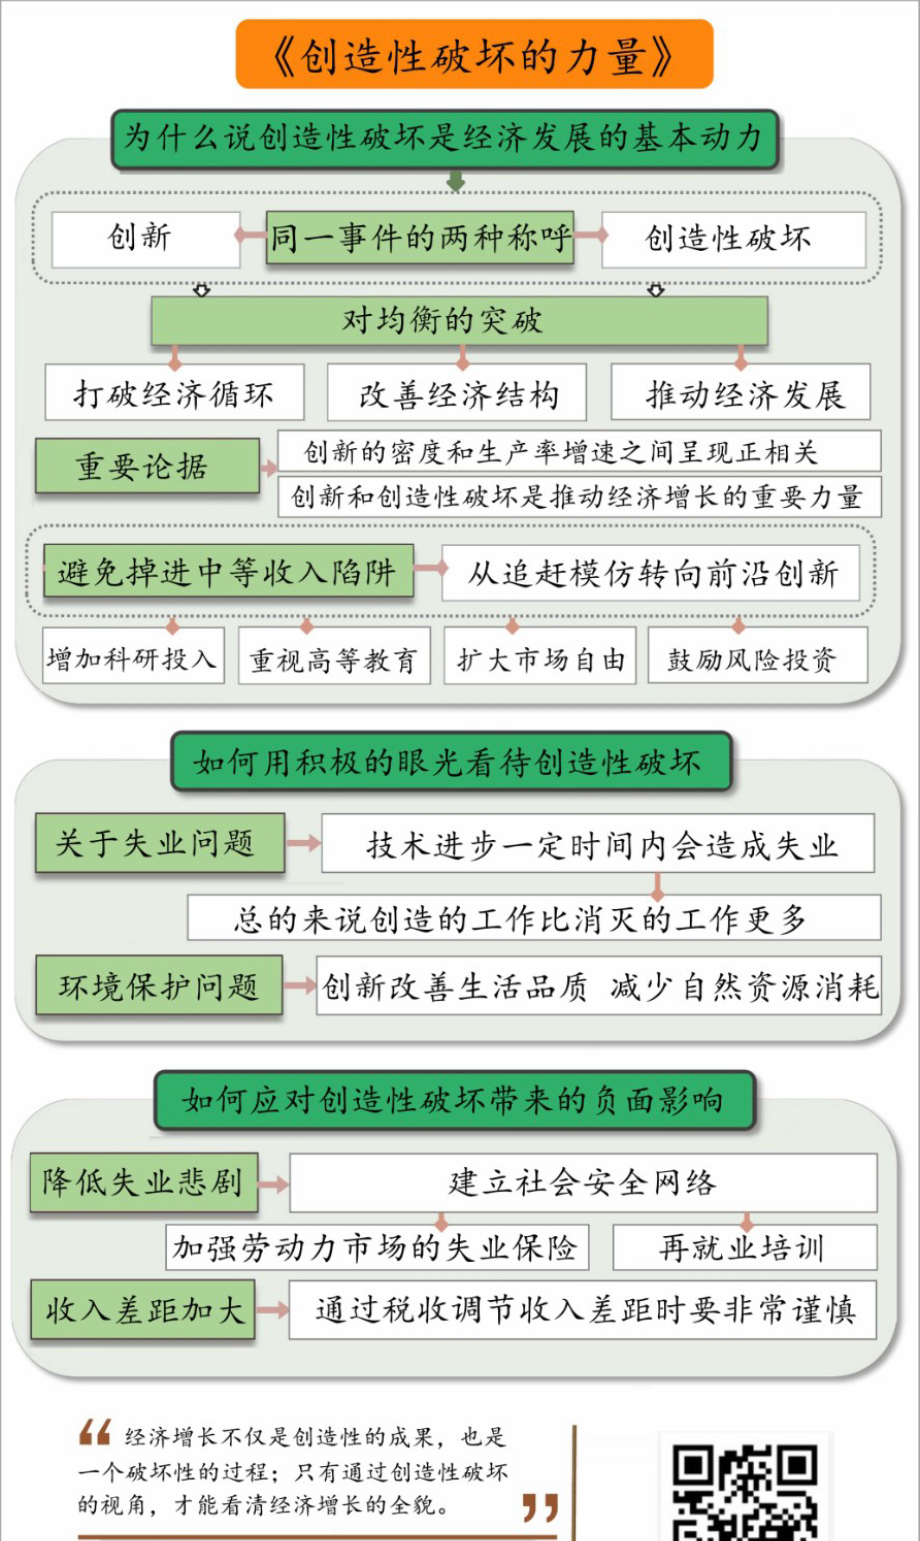 《创造性破坏的力量》
为什么说创造性破坏是经济发展的基本动力
创新
同一事件的两种称呼
创造性破坏
对均衡的突破
打破经济循环
改善经济结构
推动经济发展
重要论据
创新的密度和生产率增速之间呈现正相关
创新和创造性破坏是推动经济增长的重要力量
避免掉进中等收入陷阱
从追赶模仿转向前沿创新
增加科研投入
重视高等教育
扩大市场自由
鼓励风险投资
如何用积极的眼光看待创造性破坏
关于失业问题
技术进步一定时间内会造成失业
总的来说创造的工作比消灭的工作更多
环境保护问题
创新改善生活品质 减少自然资源消耗
如何应对创造性破坏带来的负面影响
降低失业悲剧
建立社会安全网络
加强劳动力市场的失业保险
再就业培训
收入差距加大
通过税收调节收入差距时要非常谨慎
“经济增长不仅是创造性的成果，也是
一个破坏性的过程；只有通过创造性破坏
的视角，才能看清经济增长的全貌。”